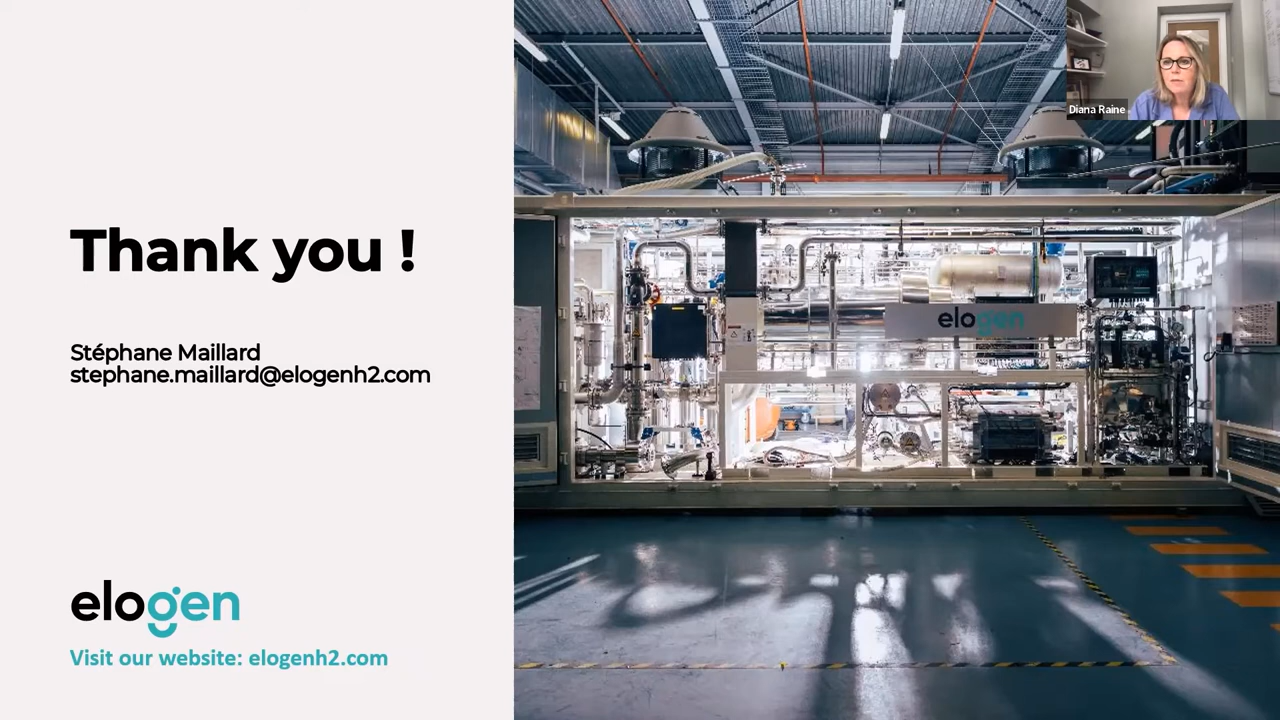 Diana Raine
Thank you !
Stéphane Maillard
stephane.maillard@elogenh2.com
elogen
elogen
Visit our website: elogenh2.com